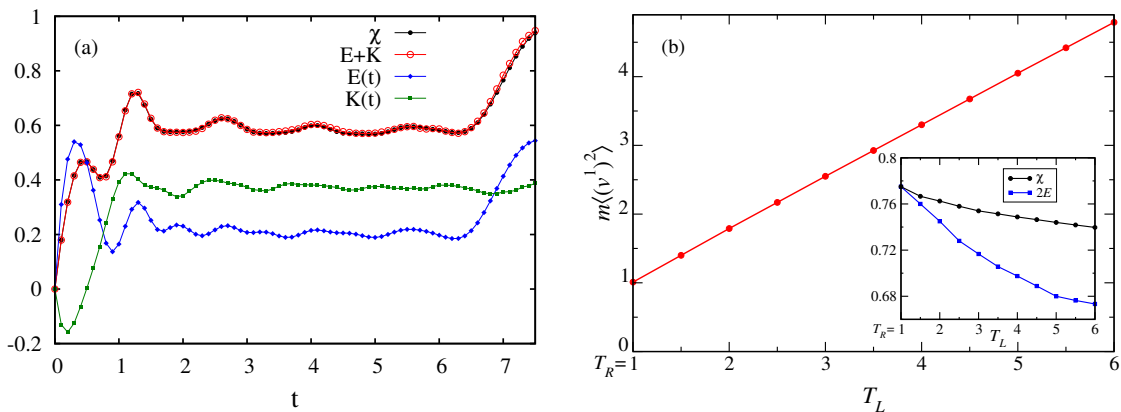 (a)
χ
E+K
E(t)
K(t)
1
0.8
0.6
0.4
0.2
0
-0.2
0 1 2 3 4 5 6 7
t
(b)
m⟨(v¹)²⟩
4
3
2
1
0
T_R=1 2 3 4 5 6
T_L
χ
2E
0.8
0.76
0.72
0.68
T_R=1 2 3 4 5 6
T_L